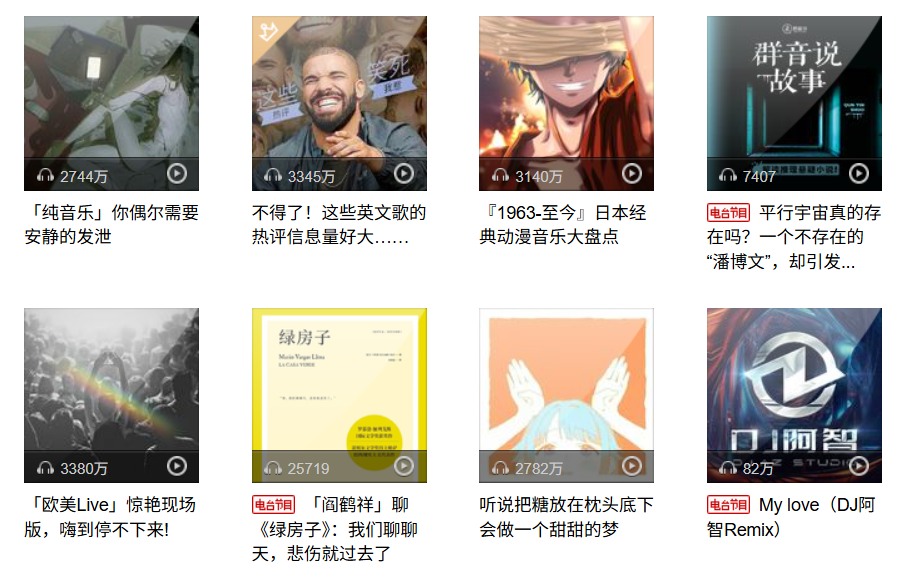 这些
笑死
热评
我愁
群音说
故事
2744万
3345万
3140万
7407
「纯音乐」你偶尔需要
安静的发泄
不得了！这些英文歌的
热评信息量好大……
『1963-至今』日本经
典动漫音乐大盘点
电台节目 平行宇宙真的存
在吗？一个不存在的
“潘博文”，却引发...
绿房子
Mario Vargas Llosa
LA CASA VERDE
DJ阿智
3380万
25719
2782万
82万
「欧美Live」惊艳现场
版，嗨到停不下来!
电台节目 「阎鹤祥」聊
《绿房子》：我们聊聊
天，悲伤就过去了
听说把糖放在枕头底下
会做一个甜甜的梦
电台节目 My love（DJ阿
智Remix）